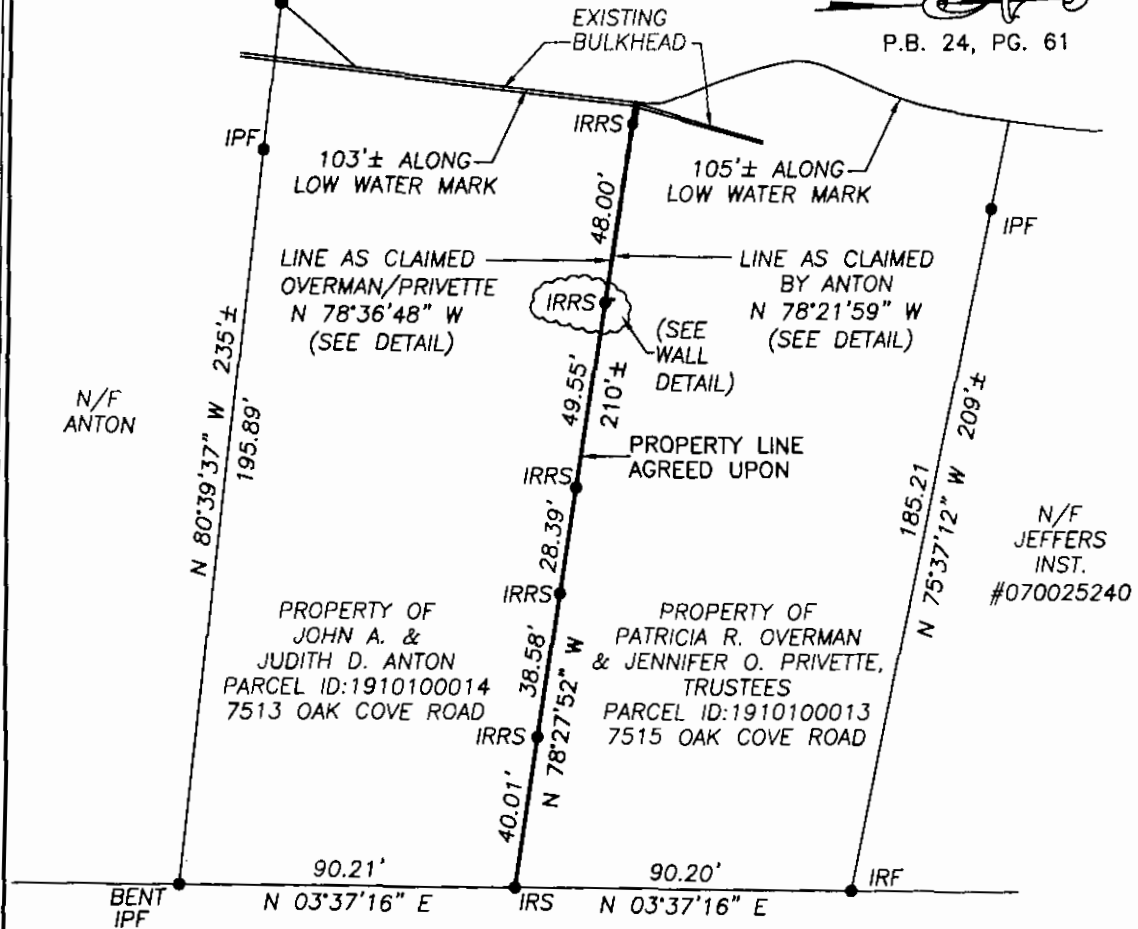 EXISTING
BULKHEAD
P.B. 24, PG. 61
IRRS
IPF
103'± ALONG
LOW WATER MARK
105'± ALONG
LOW WATER MARK
IPF
48.00'
LINE AS CLAIMED
OVERMAN/PRIVETTE
N 78°36'48" W
(SEE DETAIL)
LINE AS CLAIMED
BY ANTON
N 78°21'59" W
(SEE DETAIL)
IRRS
(SEE
WALL
DETAIL)
N/F
ANTON
N 80°39'37" W 235'±
195.89'
49.55'
210'±
PROPERTY LINE
AGREED UPON
185.21
N 75°37'12" W 209'±
IRRS
N/F
JEFFERS
INST.
#070025240
28.39'
IRRS
PROPERTY OF
JOHN A. &
JUDITH D. ANTON
PARCEL ID:1910100014
7513 OAK COVE ROAD
38.58'
N 78°27'52" W
PROPERTY OF
PATRICIA R. OVERMAN
& JENNIFER O. PRIVETTE,
TRUSTEES
PARCEL ID:1910100013
7515 OAK COVE ROAD
IRRS
40.01'
90.21'
90.20'
IRF
BENT
IPF
N 03°37'16" E
IRS
N 03°37'16" E